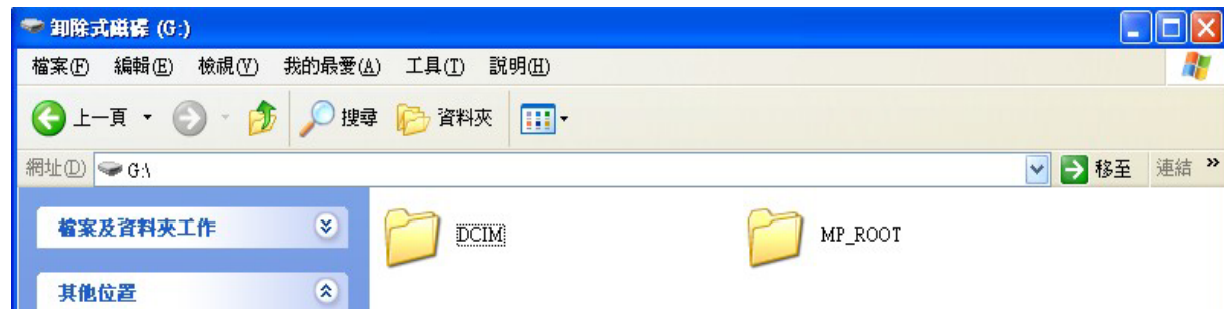 卸除式磁碟 (G:)
檔案(F) 編輯(E) 檢視(V) 我的最愛(A) 工具(T) 說明(H)
上一頁 搜尋 資料夾
網址(D) G:\ 移至 連結 »
檔案及資料夾工作
DCIM
MP_ROOT
其他位置